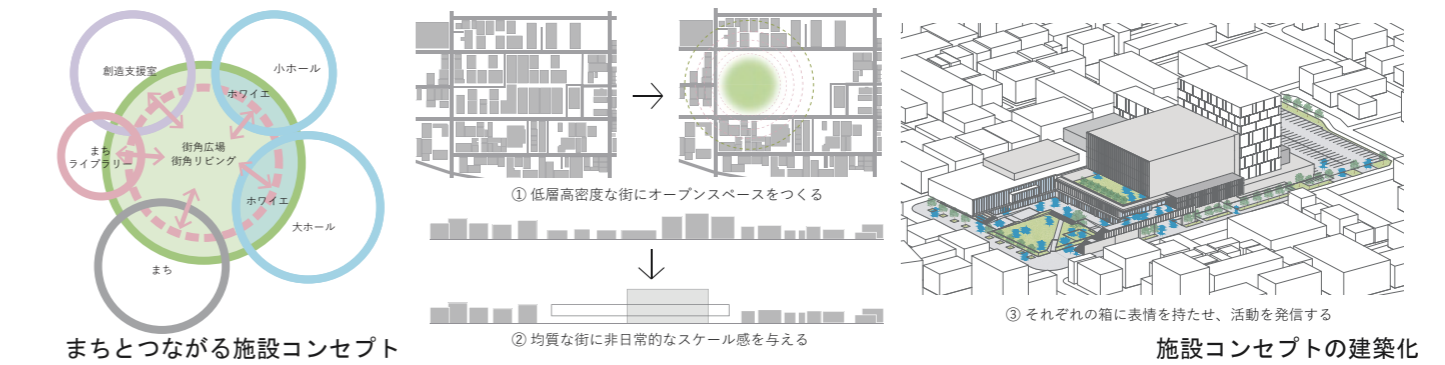 創造支援室
小ホール
ホワイエ
まち
ライブラリー
街角広場
街角リビング
ホワイエ
大ホール
まち
まちとつながる施設コンセプト
① 低層高密度な街にオープンスペースをつくる
② 均質な街に非日常的なスケール感を与える
③ それぞれの箱に表情を持たせ、活動を発信する
施設コンセプトの建築化